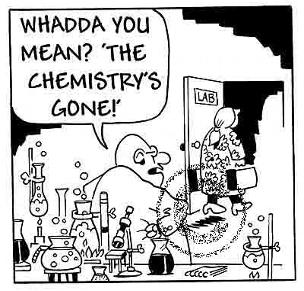 WHADDA YOU
MEAN? 'THE
CHEMISTRY'S
GONE!'
LAB